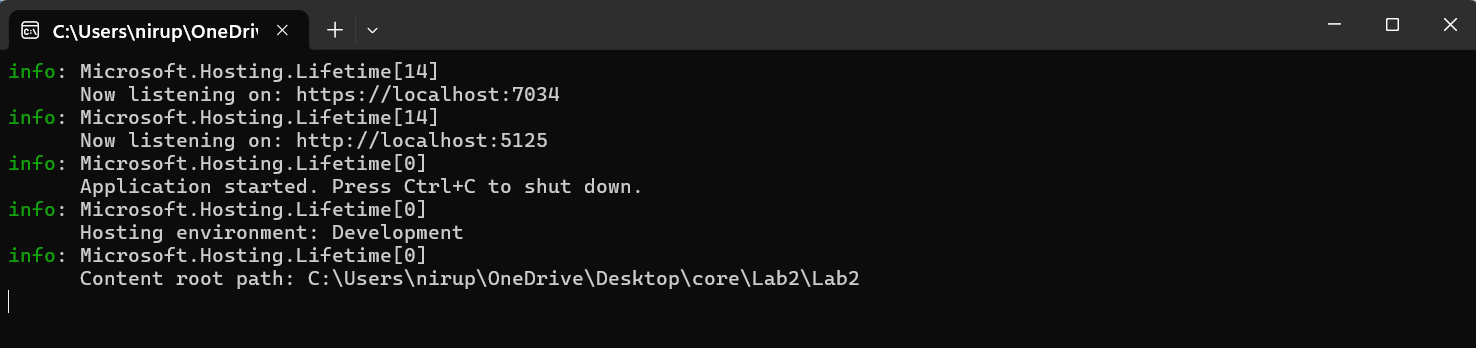 C:\Users\nirup\OneDri
info: Microsoft.Hosting.Lifetime[14]
Now listening on: https://localhost:7034
info: Microsoft.Hosting.Lifetime[14]
Now listening on: http://localhost:5125
info: Microsoft.Hosting.Lifetime[0]
Application started. Press Ctrl+C to shut down.
info: Microsoft.Hosting.Lifetime[0]
Hosting environment: Development
info: Microsoft.Hosting.Lifetime[0]
Content root path: C:\Users\nirup\OneDrive\Desktop\core\Lab2\Lab2